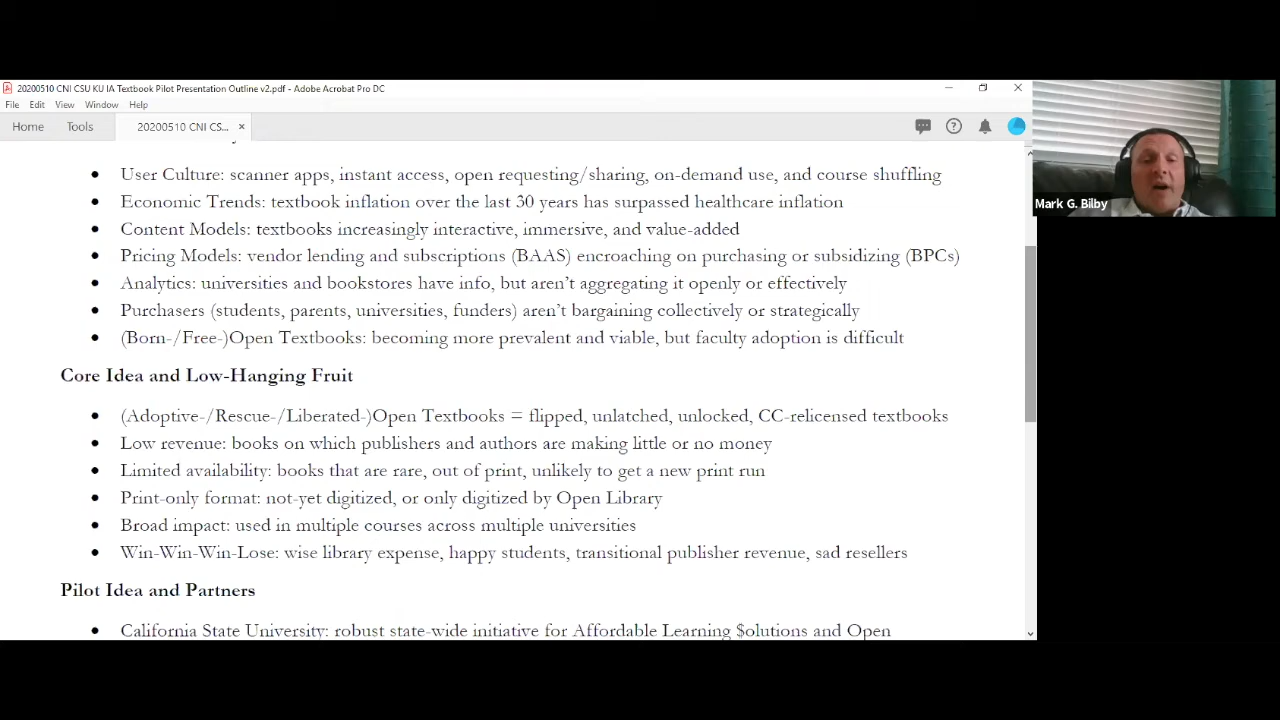 20200510 CNI CSU KU IA Textbook Pilot Presentation Outline v2.pdf - Adobe Acrobat Pro DC
File Edit View Window Help
Home Tools 20200510 CNI CS...
• User Culture: scanner apps, instant access, open requesting/sharing, on-demand use, and course shuffling
• Economic Trends: textbook inflation over the last 30 years has surpassed healthcare inflation
• Content Models: textbooks increasingly interactive, immersive, and value-added
• Pricing Models: vendor lending and subscriptions (BAAS) encroaching on purchasing or subsidizing (BPCs)
• Analytics: universities and bookstores have info, but aren’t aggregating it openly or effectively
• Purchasers (students, parents, universities, funders) aren’t bargaining collectively or strategically
• (Born-/Free-)Open Textbooks: becoming more prevalent and viable, but faculty adoption is difficult
Core Idea and Low-Hanging Fruit
• (Adoptive-/Rescue-/Liberated-)Open Textbooks = flipped, unlatched, unlocked, CC-relicensed textbooks
• Low revenue: books on which publishers and authors are making little or no money
• Limited availability: books that are rare, out of print, unlikely to get a new print run
• Print-only format: not-yet digitized, or only digitized by Open Library
• Broad impact: used in multiple courses across multiple universities
• Win-Win-Win-Lose: wise library expense, happy students, transitional publisher revenue, sad resellers
Pilot Idea and Partners
• California State University: robust state-wide initiative for Affordable Learning $olutions and Open
Mark G. Bilby